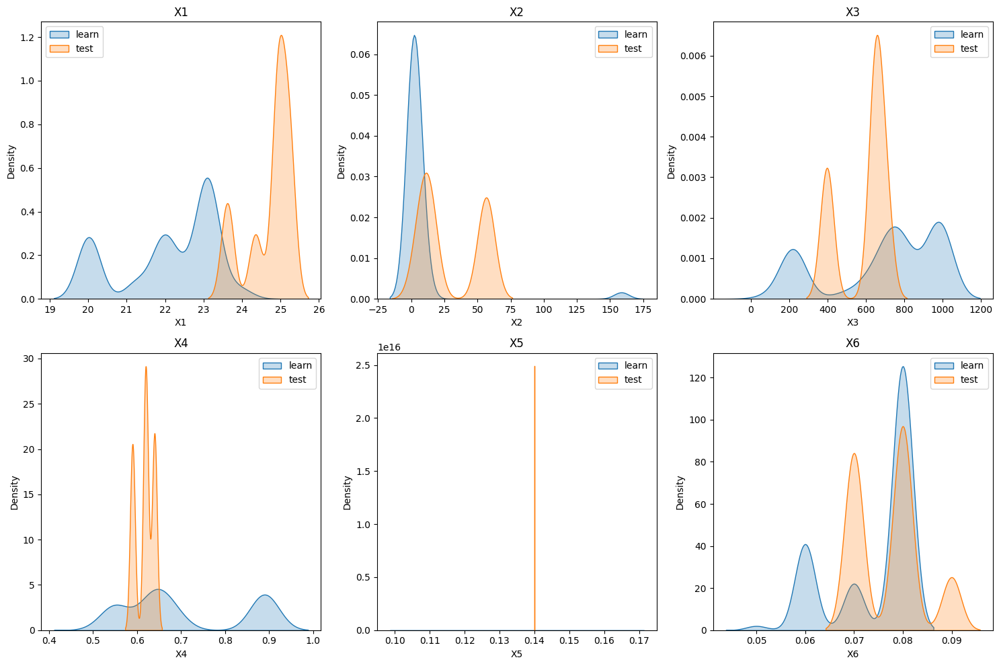 X1
learn
test
1.2
1.0
0.8
0.6
0.4
0.2
0.0
Density
19 20 21 22 23 24 25 26
X1
X2
learn
test
0.06
0.05
0.04
0.03
0.02
0.01
0.00
Density
−25 0 25 50 75 100 125 150 175
X2
X3
learn
test
0.006
0.005
0.004
0.003
0.002
0.001
0.000
Density
0 200 400 600 800 1000 1200
X3
X4
learn
test
30
25
20
15
10
5
0
Density
0.4 0.5 0.6 0.7 0.8 0.9 1.0
X4
X5
1e16
learn
test
2.5
2.0
1.5
1.0
0.5
0.0
Density
0.10 0.11 0.12 0.13 0.14 0.15 0.16 0.17
X5
X6
learn
test
120
100
80
60
40
20
0
Density
0.05 0.06 0.07 0.08 0.09
X6